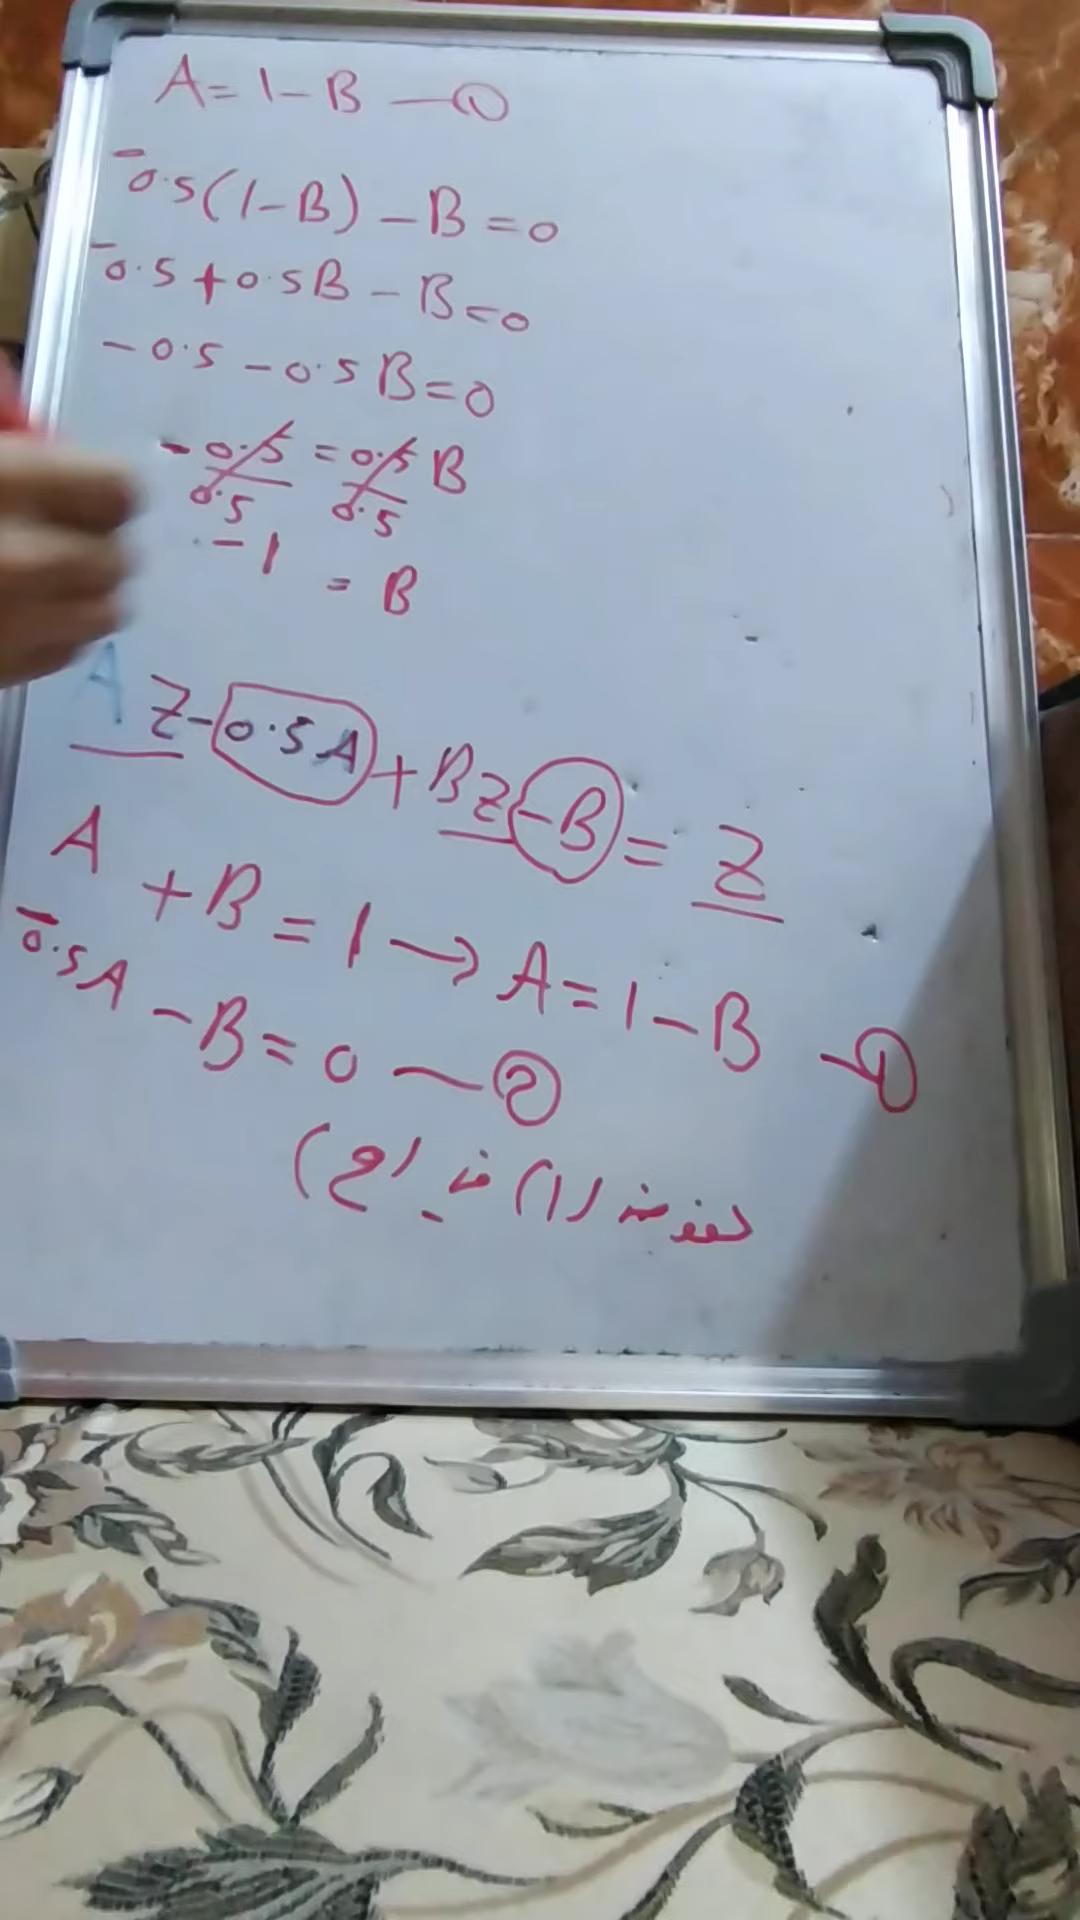 A = 1 - B — ①
-0.5(1-B) - B = 0
-0.5 + 0.5B - B = 0
-0.5 - 0.5B = 0
-0.5/0.5 = 0.5/0.5 B
-1 = B
AZ - 0.5A + BZ - B = Z
A + B = 1 → A = 1 - B — ①
-0.5A - B = 0 — ②
(1) في (2)